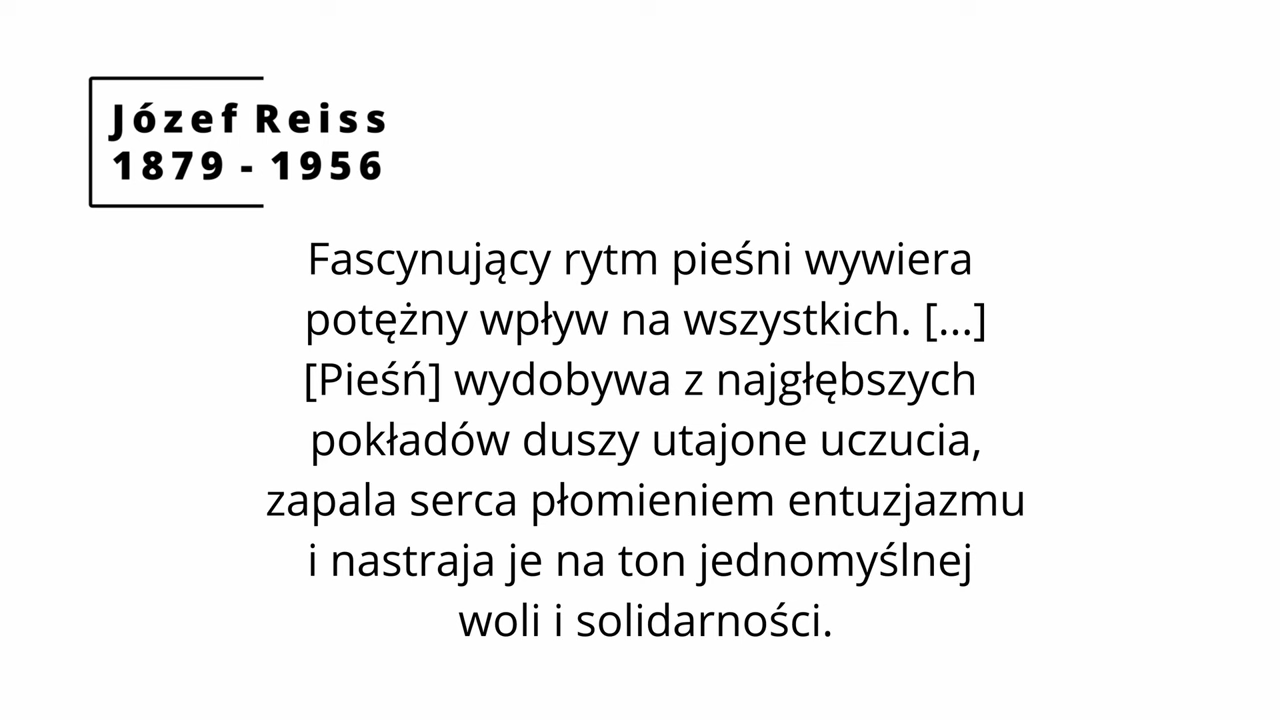 Józef Reiss
1879 - 1956
Fascynujący rytm pieśni wywiera
potężny wpływ na wszystkich. [...]
[Pieśń] wydobywa z najgłębszych
pokładów duszy utajone uczucia,
zapala serca płomieniem entuzjazmu
i nastraja je na ton jednomyślnej
woli i solidarności.